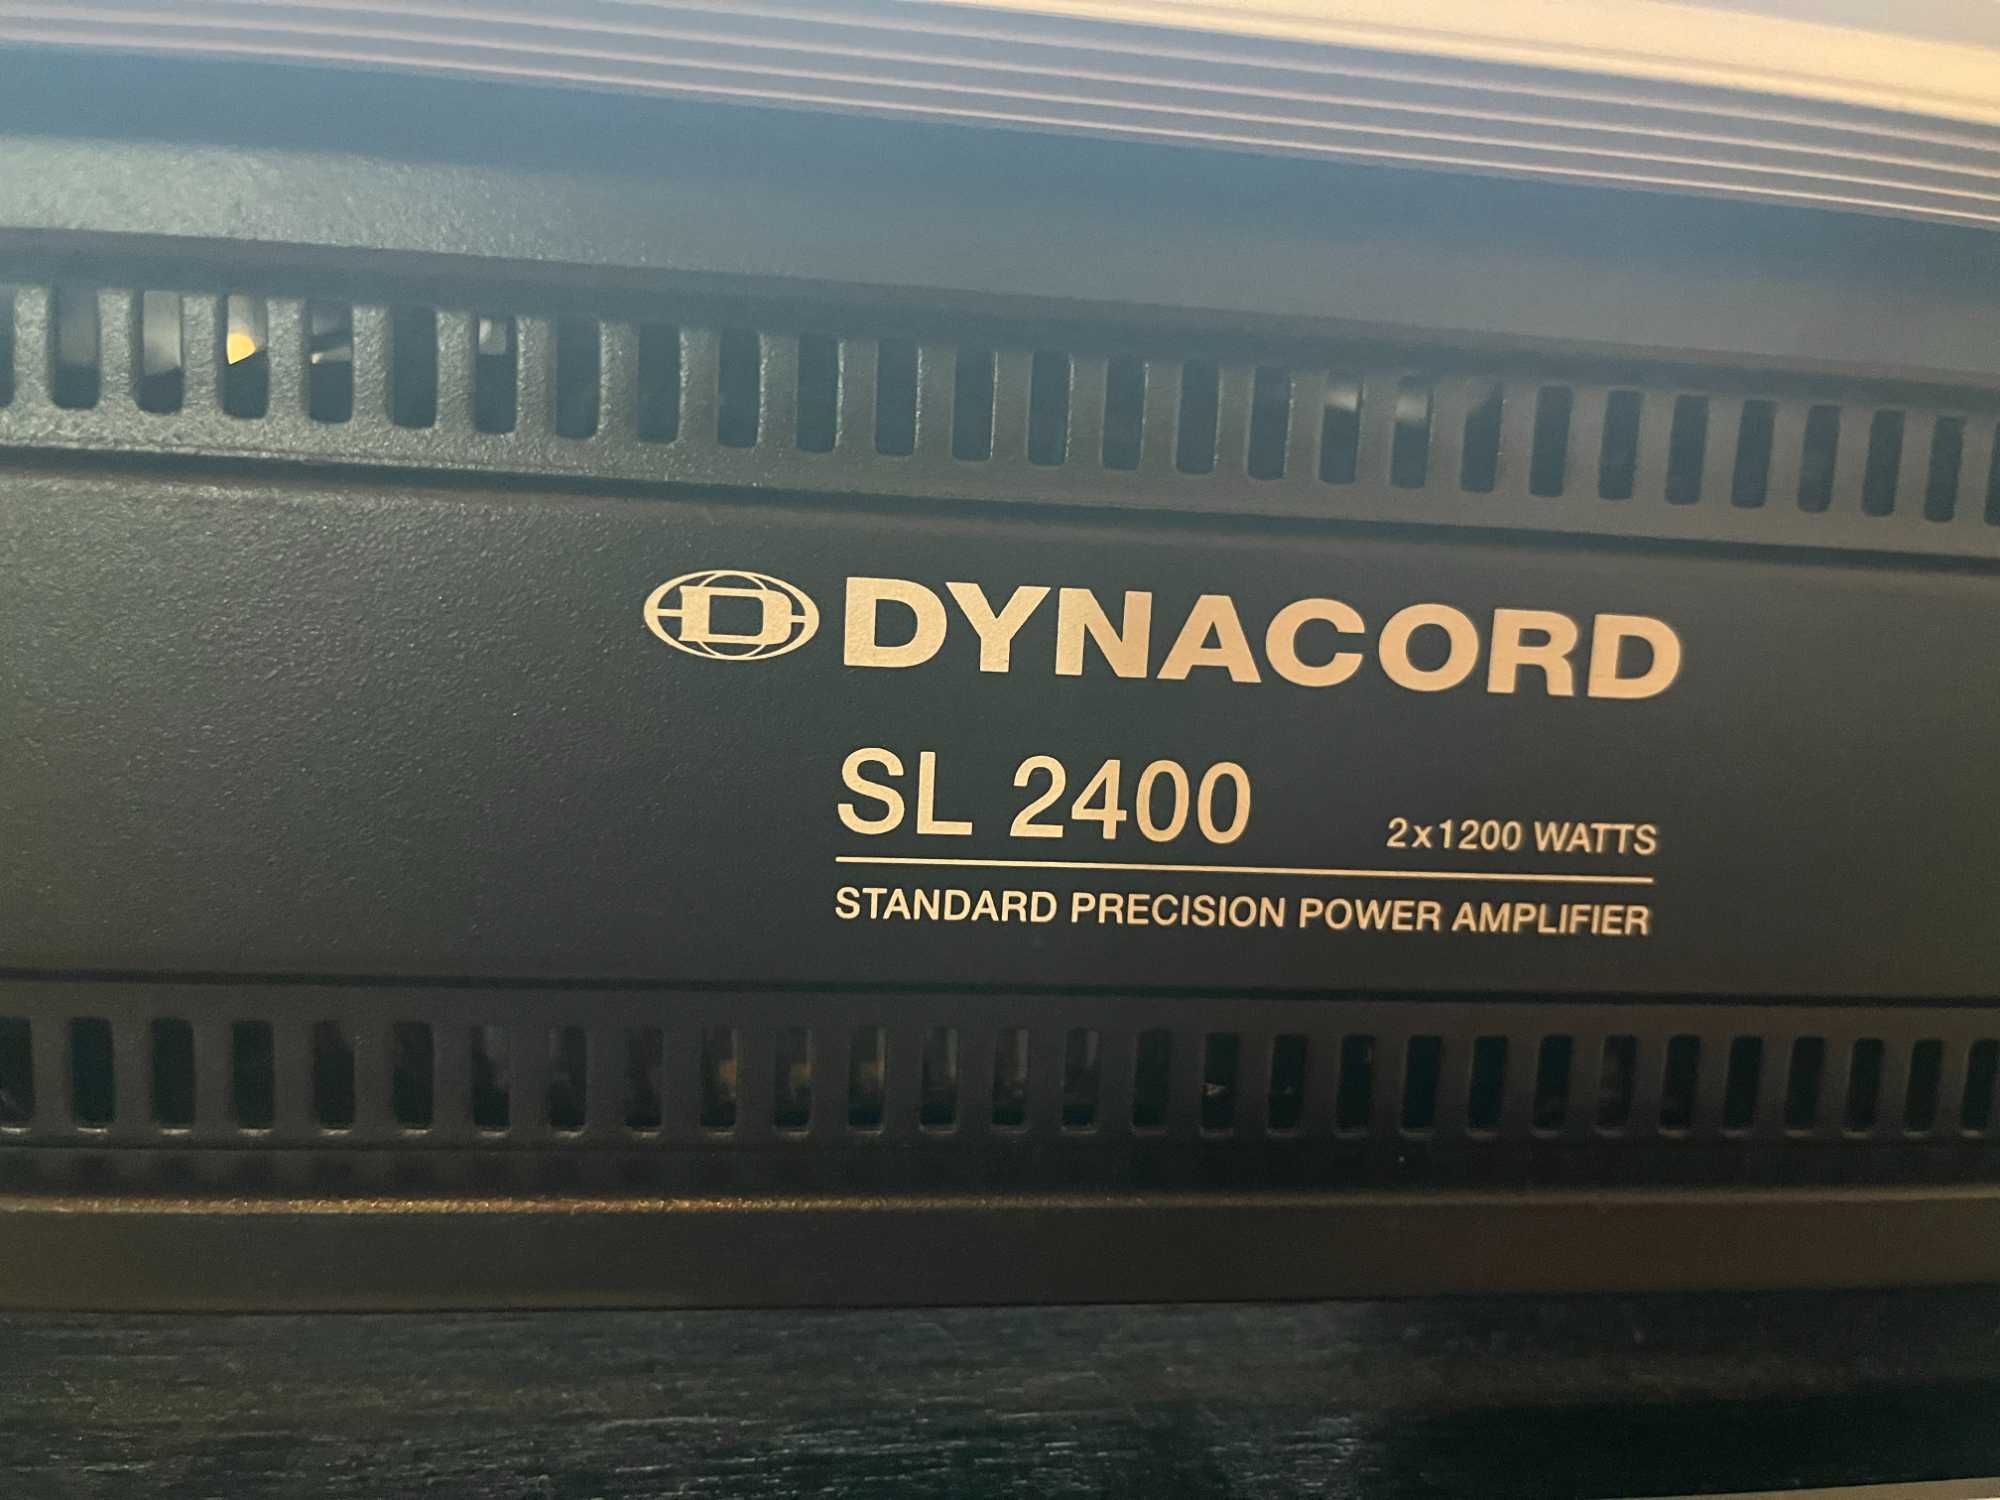 DYNACORD
SL 2400 2x1200 WATTS
STANDARD PRECISION POWER AMPLIFIER